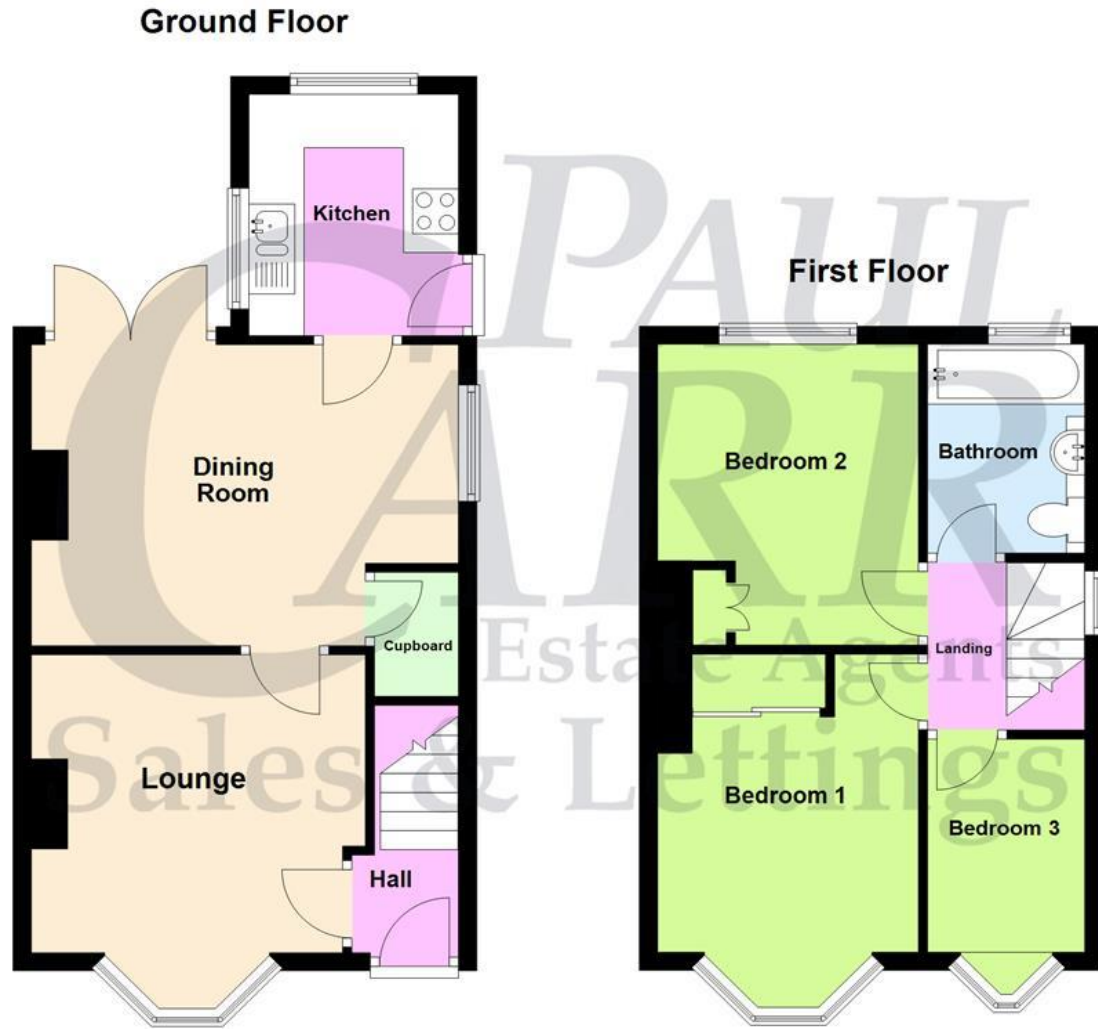 Ground Floor
Kitchen
Dining
Room
Cupboard
Lounge
Hall
First Floor
Bedroom 2
Bathroom
Landing
Bedroom 1
Bedroom 3
PAUL
CARR
Estate Agents
Sales & Lettings